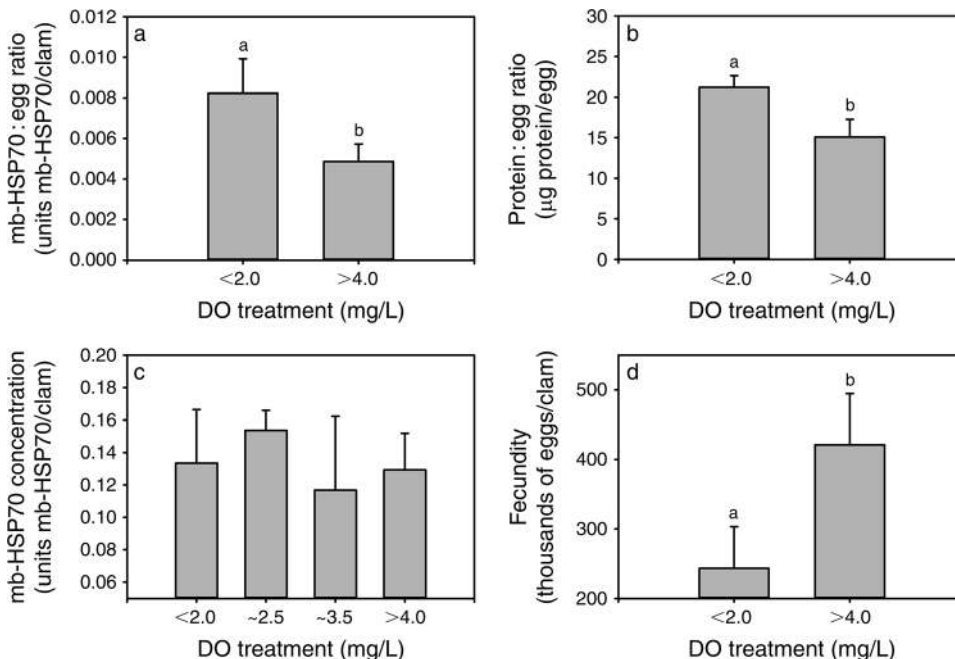 a
mb-HSP70 : egg ratio
(units mb-HSP70/clam)
0.012
0.010
0.008
0.006
0.004
0.002
0.000
a
b
<2.0
>4.0
DO treatment (mg/L)
b
Protein : egg ratio
(µg protein/egg)
30
25
20
15
10
5
0
a
b
<2.0
>4.0
DO treatment (mg/L)
c
mb-HSP70 concentration
(units mb-HSP70/clam)
0.20
0.18
0.16
0.14
0.12
0.10
0.08
0.06
<2.0
~2.5
~3.5
>4.0
DO treatment (mg/L)
d
Fecundity
(thousands of eggs/clam)
500
400
300
200
a
b
<2.0
>4.0
DO treatment (mg/L)